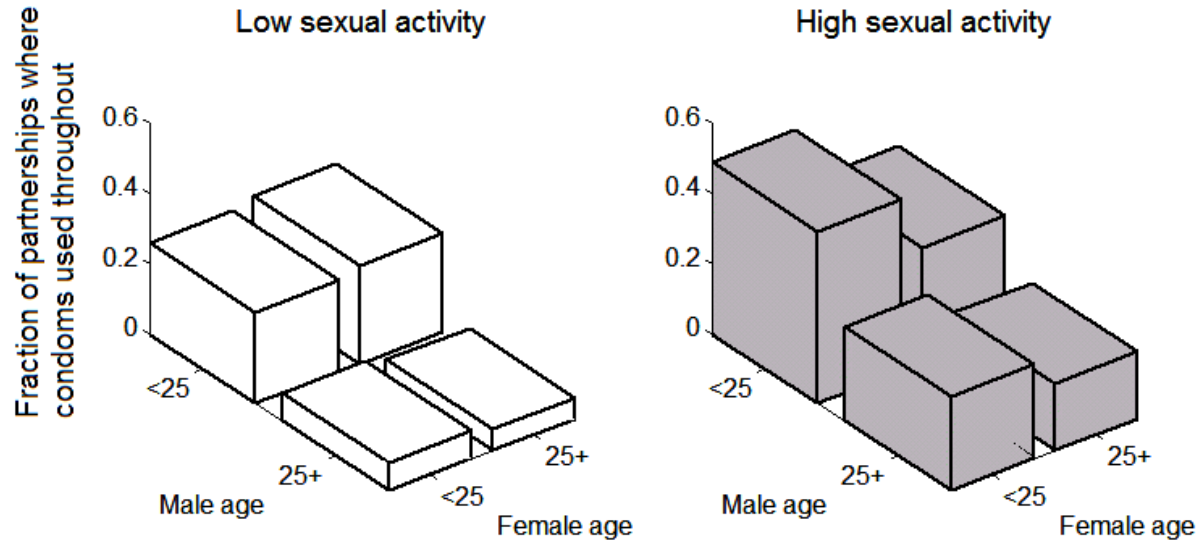 Low sexual activity
High sexual activity
Fraction of partnerships where
condoms used throughout
0.6
0.4
0.2
0
<25
25+
Male age
<25
25+
Female age
0.6
0.4
0.2
0
<25
25+
Male age
<25
25+
Female age